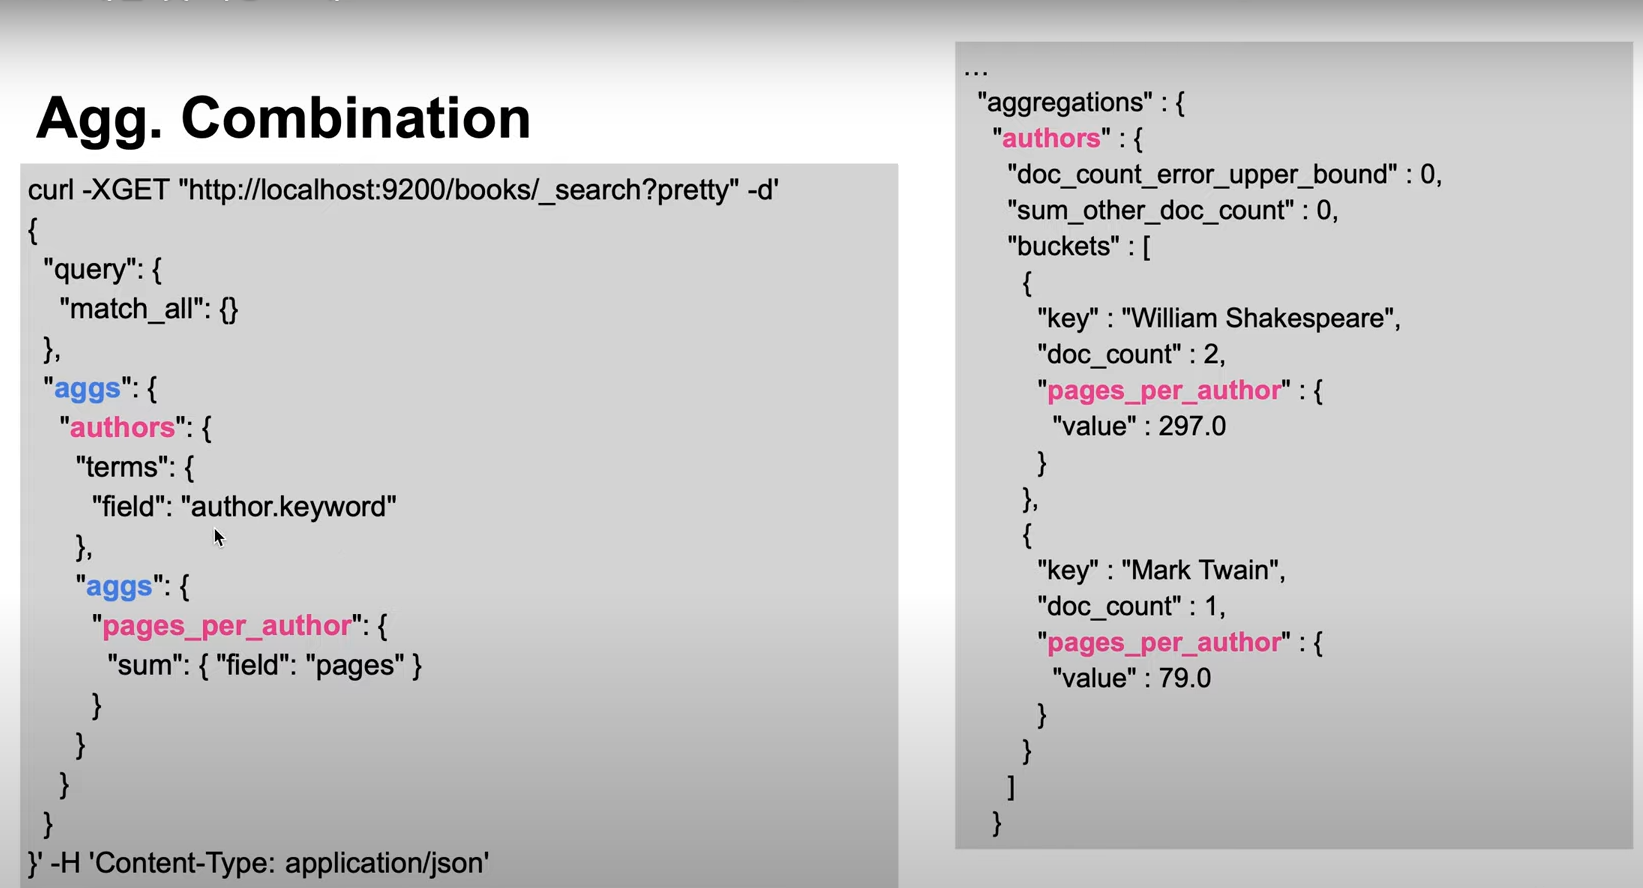 Agg. Combination
curl -XGET "http://localhost:9200/books/_search?pretty" -d'
{
"query": {
"match_all": {}
},
"aggs": {
"authors": {
"terms": {
"field": "author.keyword"
},
"aggs": {
"pages_per_author": {
"sum": { "field": "pages" }
}
}
}
}
}' -H 'Content-Type: application/json'
...
"aggregations" : {
"authors" : {
"doc_count_error_upper_bound" : 0,
"sum_other_doc_count" : 0,
"buckets" : [
{
"key" : "William Shakespeare",
"doc_count" : 2,
"pages_per_author" : {
"value" : 297.0
}
},
{
"key" : "Mark Twain",
"doc_count" : 1,
"pages_per_author" : {
"value" : 79.0
}
}
]
}